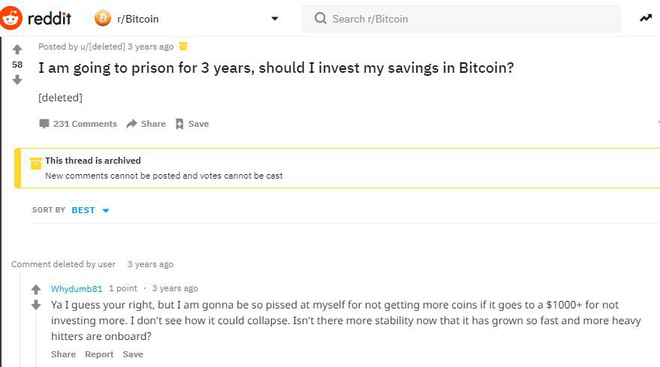 reddit
r/Bitcoin
Search r/Bitcoin
Posted by u/[deleted] 3 years ago
58
I am going to prison for 3 years, should I invest my savings in Bitcoin?
[deleted]
231 Comments Share Save
This thread is archived
New comments cannot be posted and votes cannot be cast
SORT BY BEST
Comment deleted by user 3 years ago
Whydumb81 1 point · 3 years ago
Ya I guess your right, but I am gonna be so pissed at myself for not getting more coins if it goes to a $1000+ for not
investing more. I don't see how it could collapse. Isn't there more stability now that it has grown so fast and more heavy
hitters are onboard?
Share Report Save